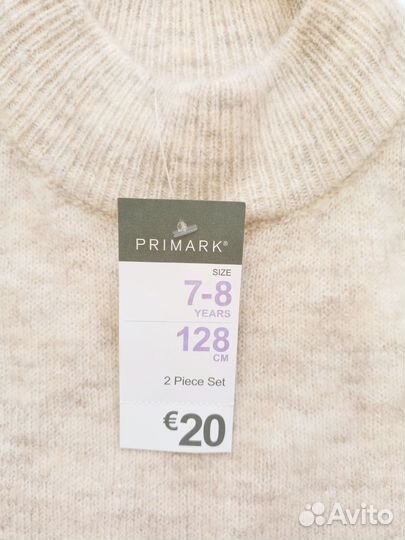 PRIMARK®
SIZE
7-8
YEARS
128
CM
2 Piece Set
€20
Avito